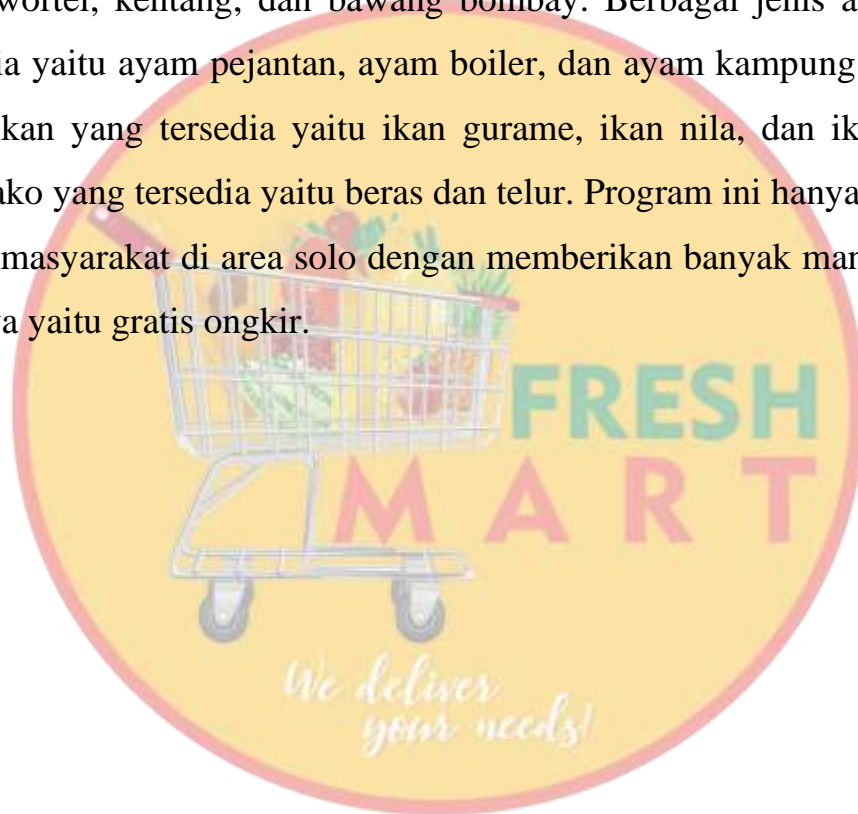 wortel, kentang, dan bawang bombay. Berbagai jenis a
ia yaitu ayam pejantan, ayam boiler, dan ayam kampung
kan yang tersedia yaitu ikan gurame, ikan nila, dan ik
ako yang tersedia yaitu beras dan telur. Program ini hanya
masyarakat di area solo dengan memberikan banyak man
ya yaitu gratis ongkir.
FRESH
MART
We deliver
your needs!